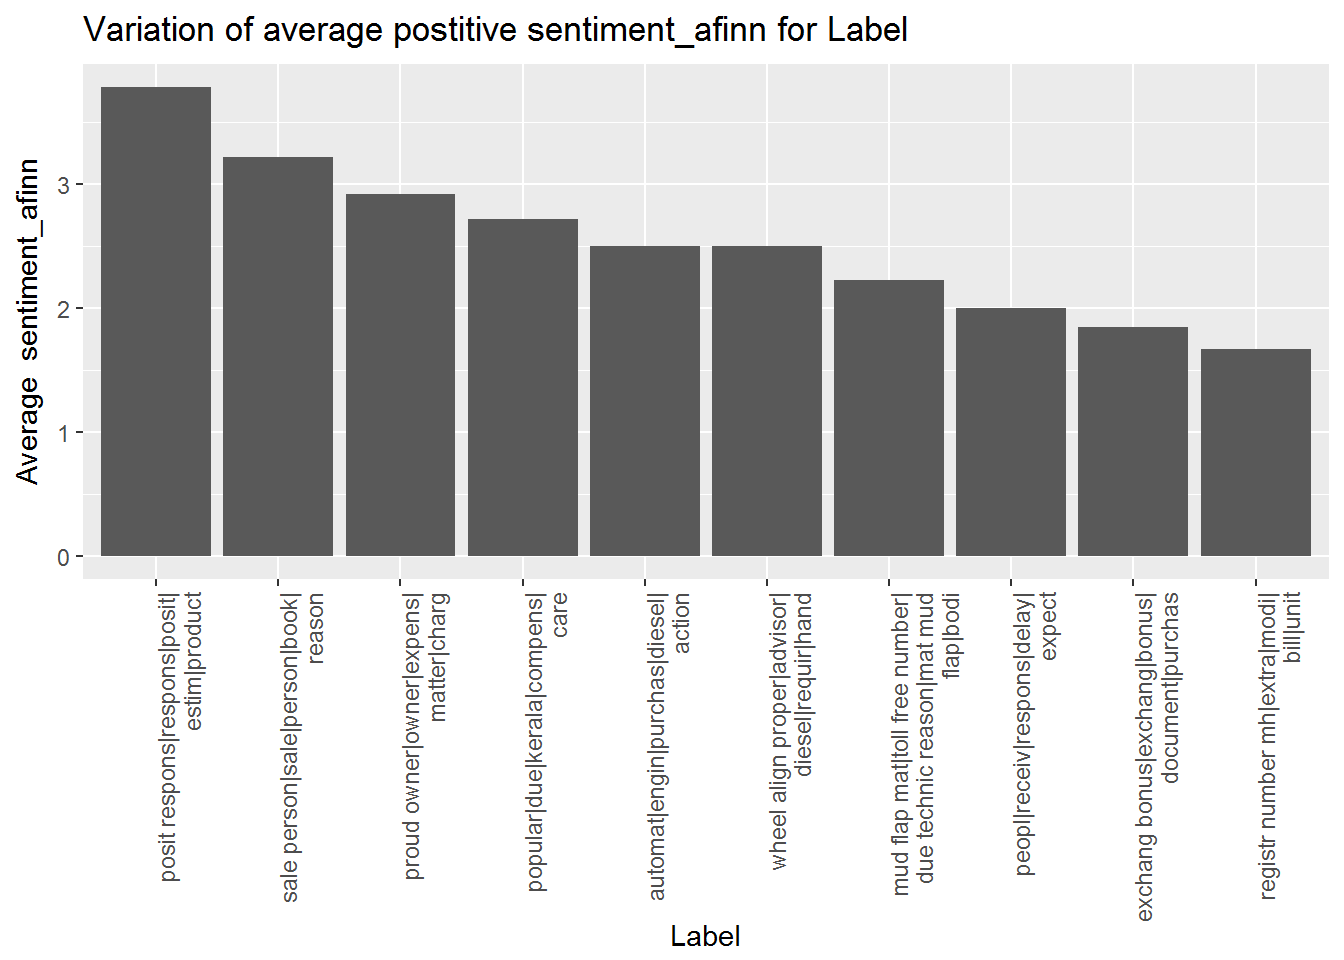 Variation of average postitive sentiment_afinn for Label
Average  sentiment_afinn
3
2
1
0
posit respons|respons|posit|
estim|product
sale person|sale|person|book|
reason
proud owner|owner|expens|
matter|charg
popular|due|kerala|compens|
care
automat|engin|purchas|diesel|
action
wheel align proper|advisor|
diesel|requir|hand
mud flap mat|toll free number|
due technic reason|mat mud
flap|bodi
peopl|receiv|respons|delay|
expect
exchang bonus|exchang|bonus|
document|purchas
registr number mh|extra|modi|
bill|unit
Label